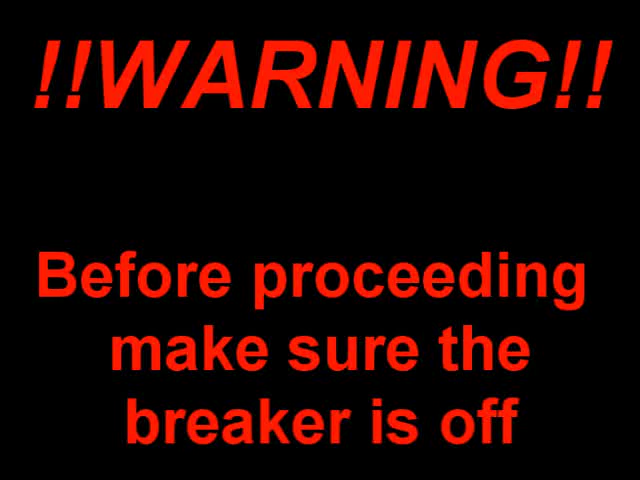 !!WARNING!!
Before proceeding
make sure the
breaker is off